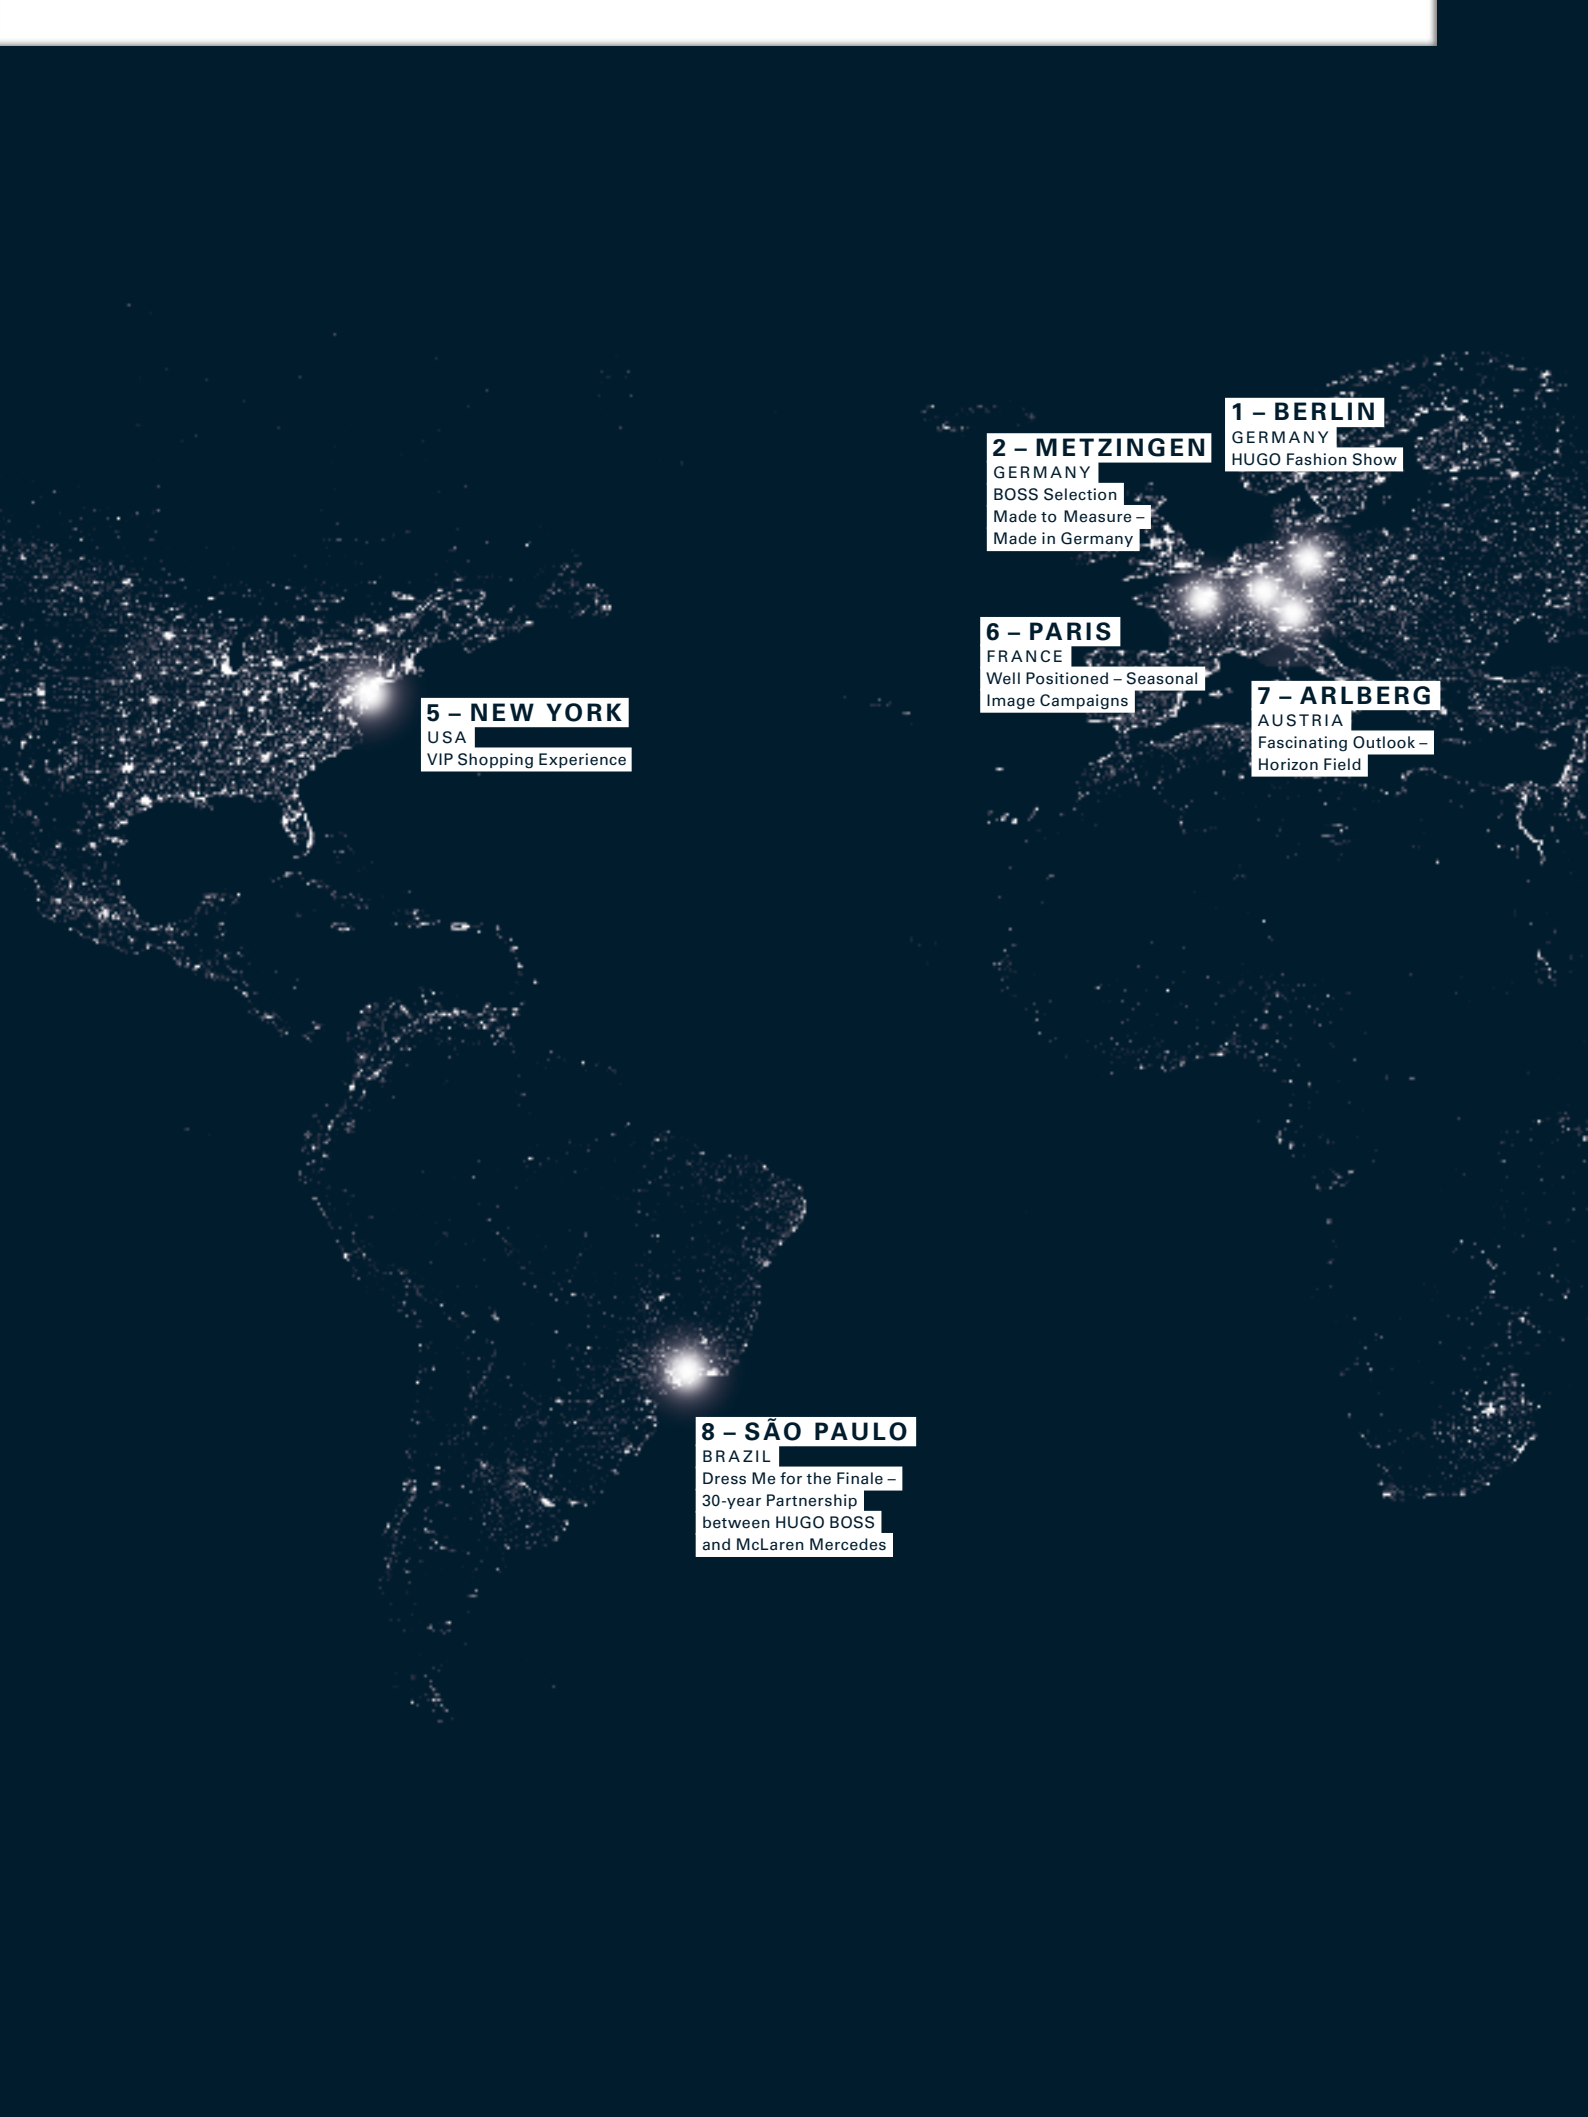 1 – BERLIN
GERMANY
HUGO Fashion Show
2 – METZINGEN
GERMANY
BOSS Selection
Made to Measure –
Made in Germany
6 – PARIS
FRANCE
Well Positioned – Seasonal
Image Campaigns
7 – ARLBERG
AUSTRIA
Fascinating Outlook –
Horizon Field
5 – NEW YORK
USA
VIP Shopping Experience
8 – SÃO PAULO
BRAZIL
Dress Me for the Finale –
30-year Partnership
between HUGO BOSS
and McLaren Mercedes